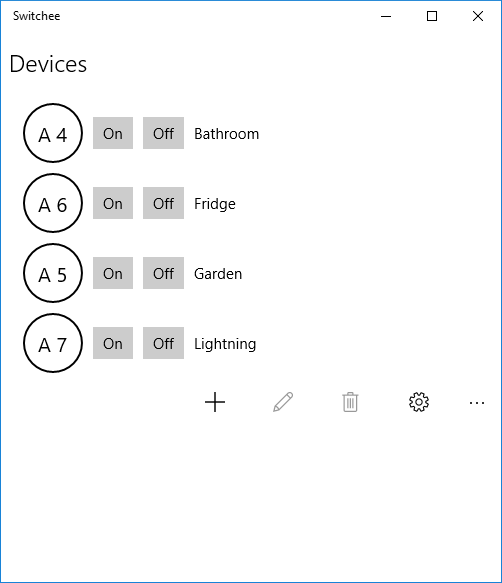 Switchee
Devices
A 4 On Off Bathroom
A 6 On Off Fridge
A 5 On Off Garden
A 7 On Off Lightning